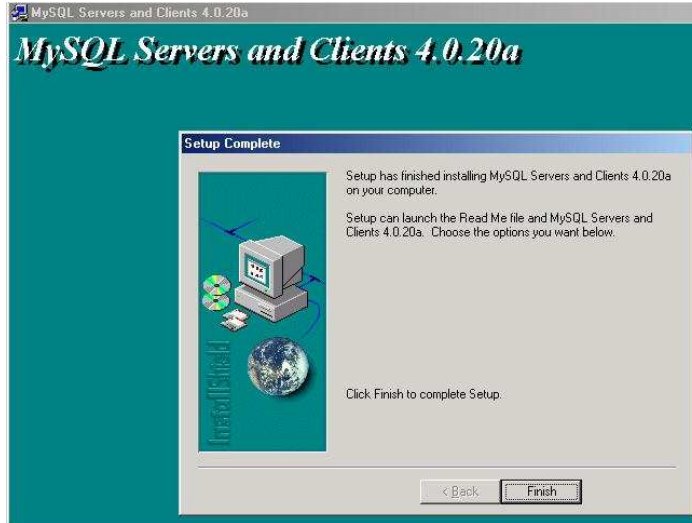 MySQL Servers and Clients 4.0.20a
MySQL Servers and Clients 4.0.20a
Setup Complete
Setup has finished installing MySQL Servers and Clients 4.0.20a
on your computer.
Setup can launch the Read Me file and MySQL Servers and
Clients 4.0.20a. Choose the options you want below.
InstallShield
Click Finish to complete Setup.
< Back
Finish